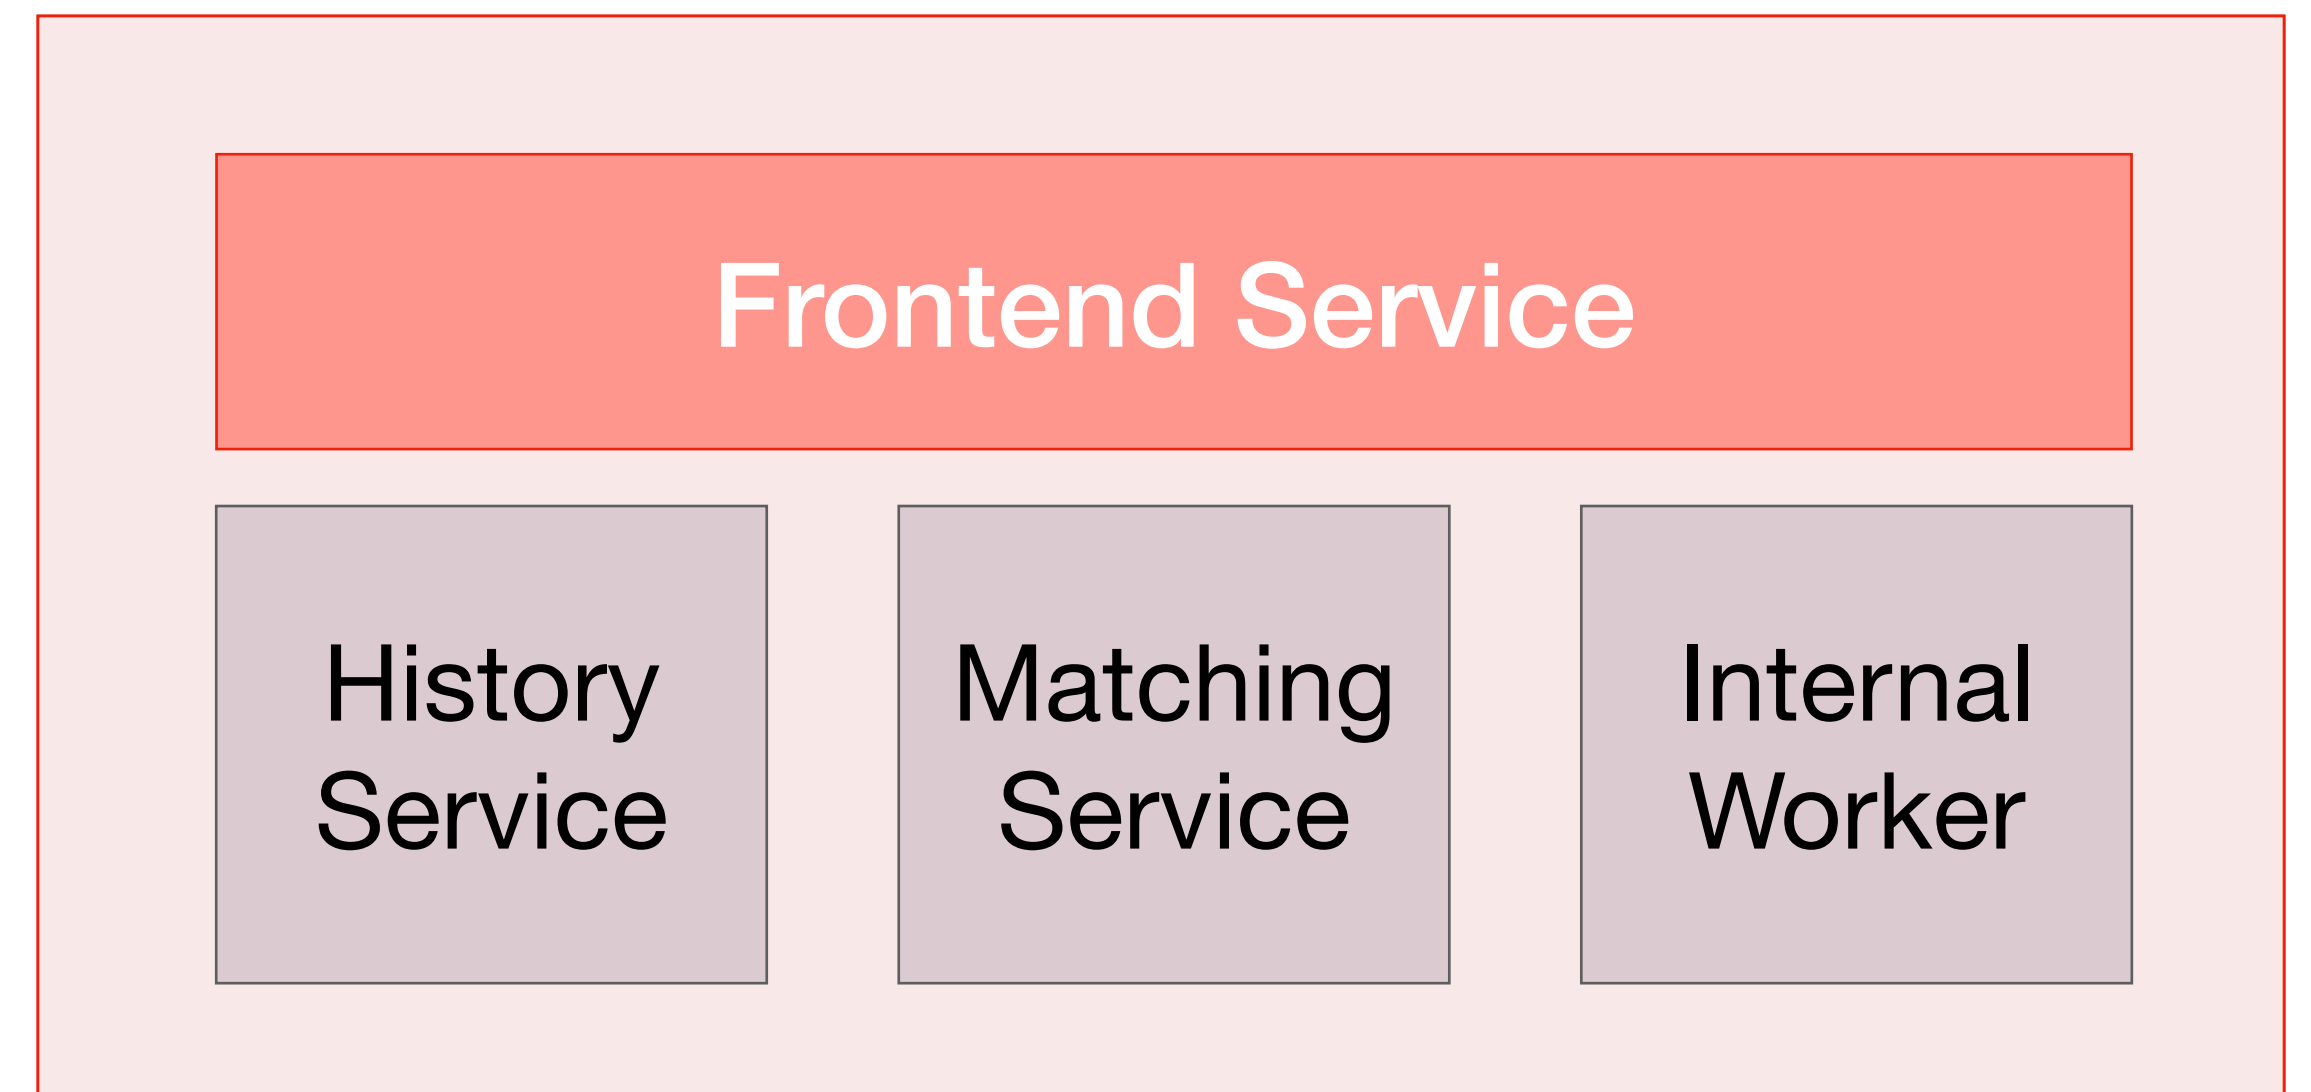 Frontend Service
History
Service
Matching
Service
Internal
Worker